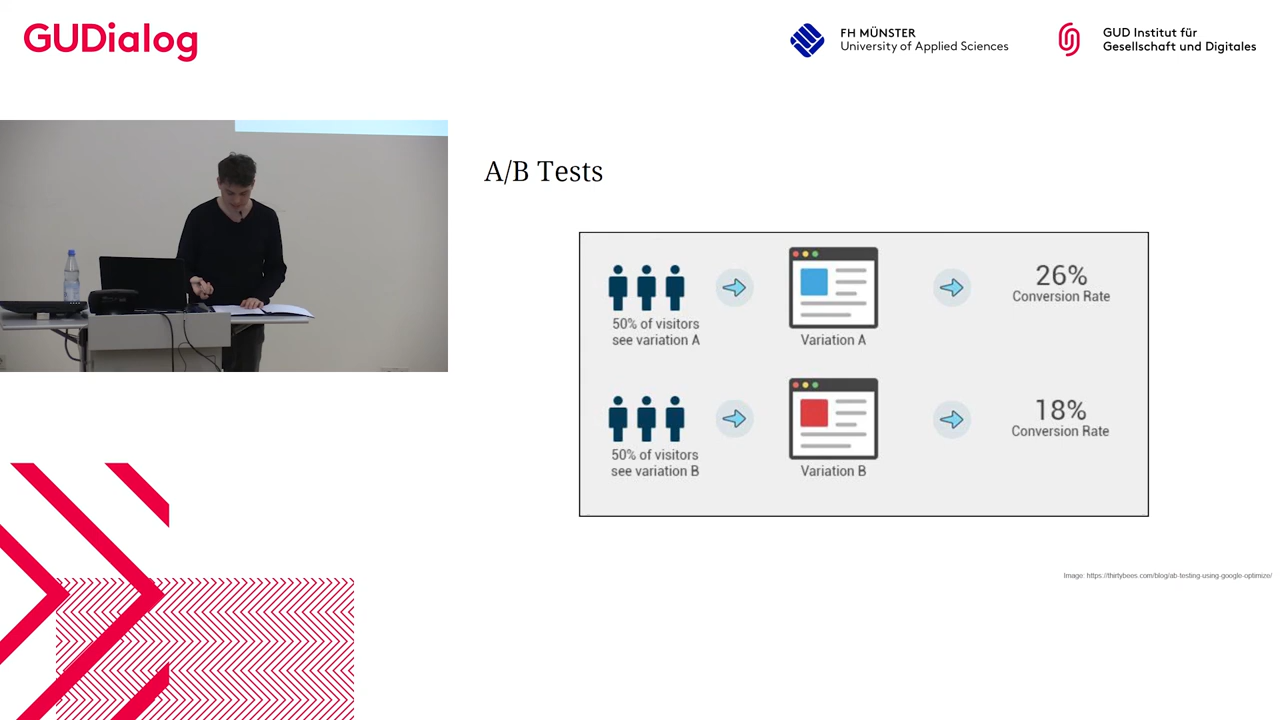 GUDialog
FH MÜNSTER
University of Applied Sciences
GUD Institut für
Gesellschaft und Digitales
A/B Tests
50% of visitors
see variation A
Variation A
26%
Conversion Rate
50% of visitors
see variation B
Variation B
18%
Conversion Rate
Image: https://thirtybees.com/blog/ab-testing-using-google-optimize/